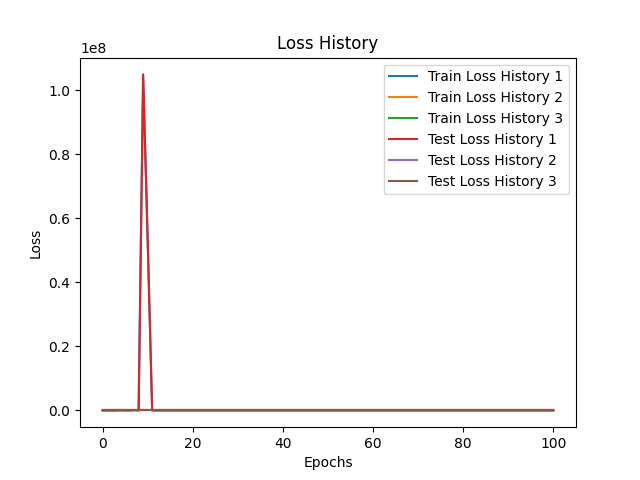 Loss History
1e8
1.0
0.8
0.6
0.4
0.2
0.0
Loss
0 20 40 60 80 100
Epochs
Train Loss History 1
Train Loss History 2
Train Loss History 3
Test Loss History 1
Test Loss History 2
Test Loss History 3